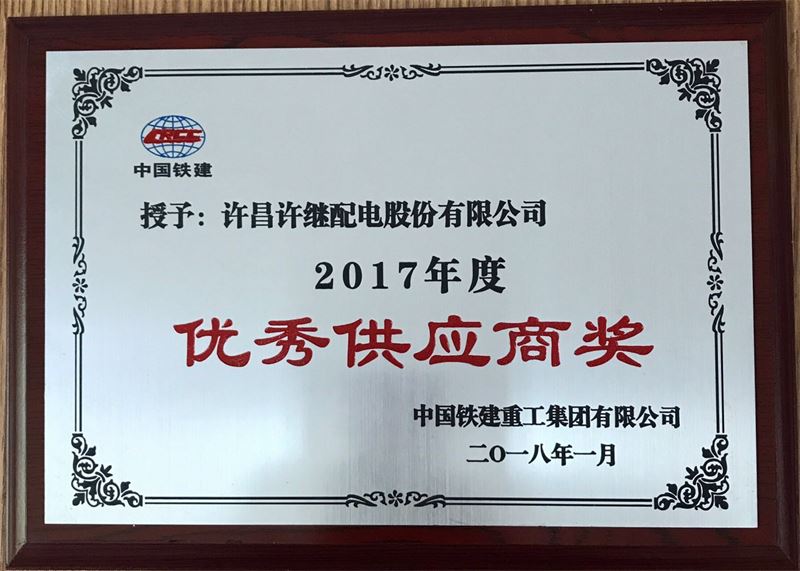 CRCC
中国铁建
授予：许昌许继配电股份有限公司
2017年度
优秀供应商奖
中国铁建重工集团有限公司
二〇一八年一月